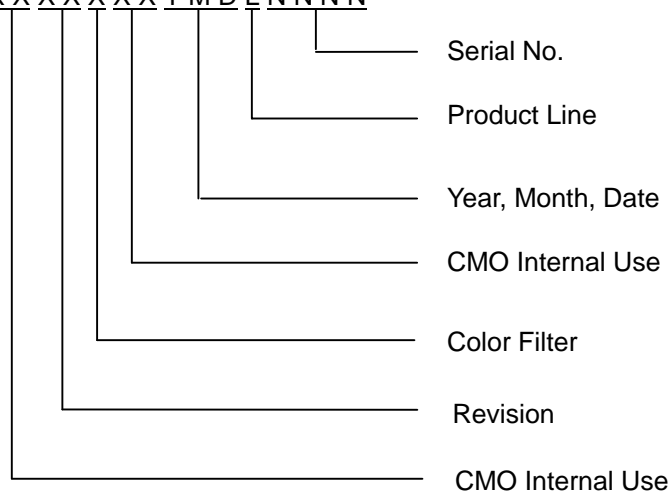 X X X X X X X Y M D L N N N N
Serial No.
Product Line
Year, Month, Date
CMO Internal Use
Color Filter
Revision
CMO Internal Use